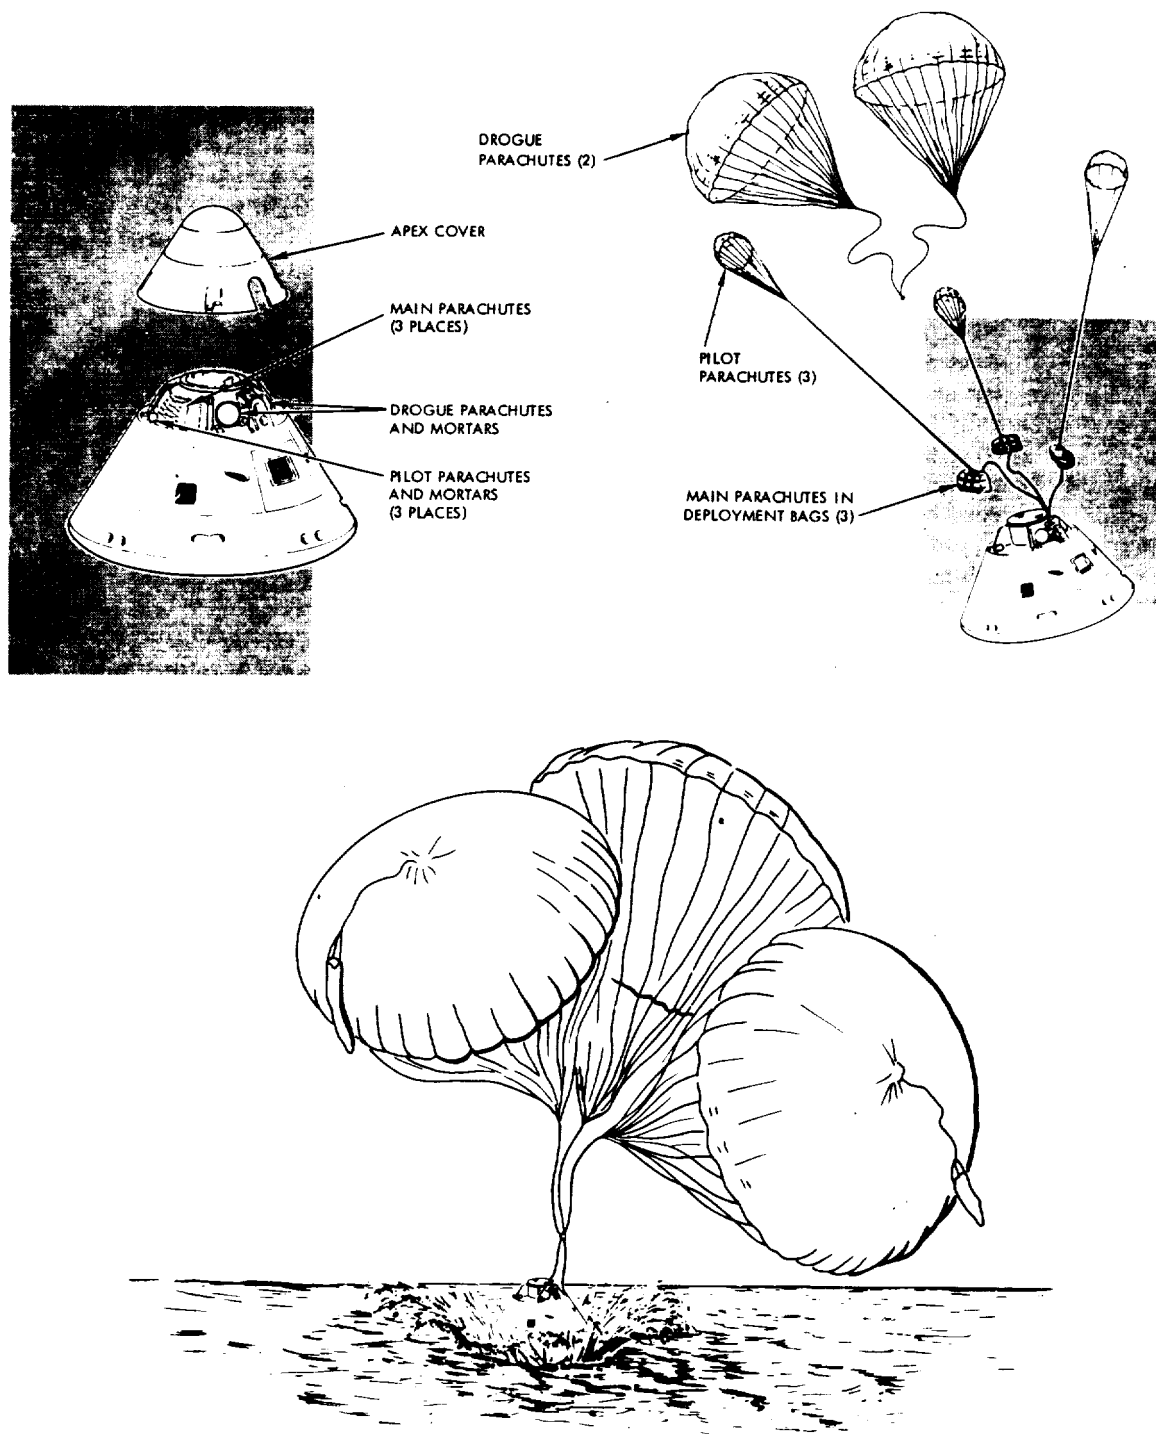 APEX COVER
MAIN PARACHUTES
(3 PLACES)
DROGUE PARACHUTES
AND MORTARS
PILOT PARACHUTES
AND MORTARS
(3 PLACES)
DROGUE
PARACHUTES (2)
PILOT
PARACHUTES (3)
MAIN PARACHUTES IN
DEPLOYMENT BAGS (3)